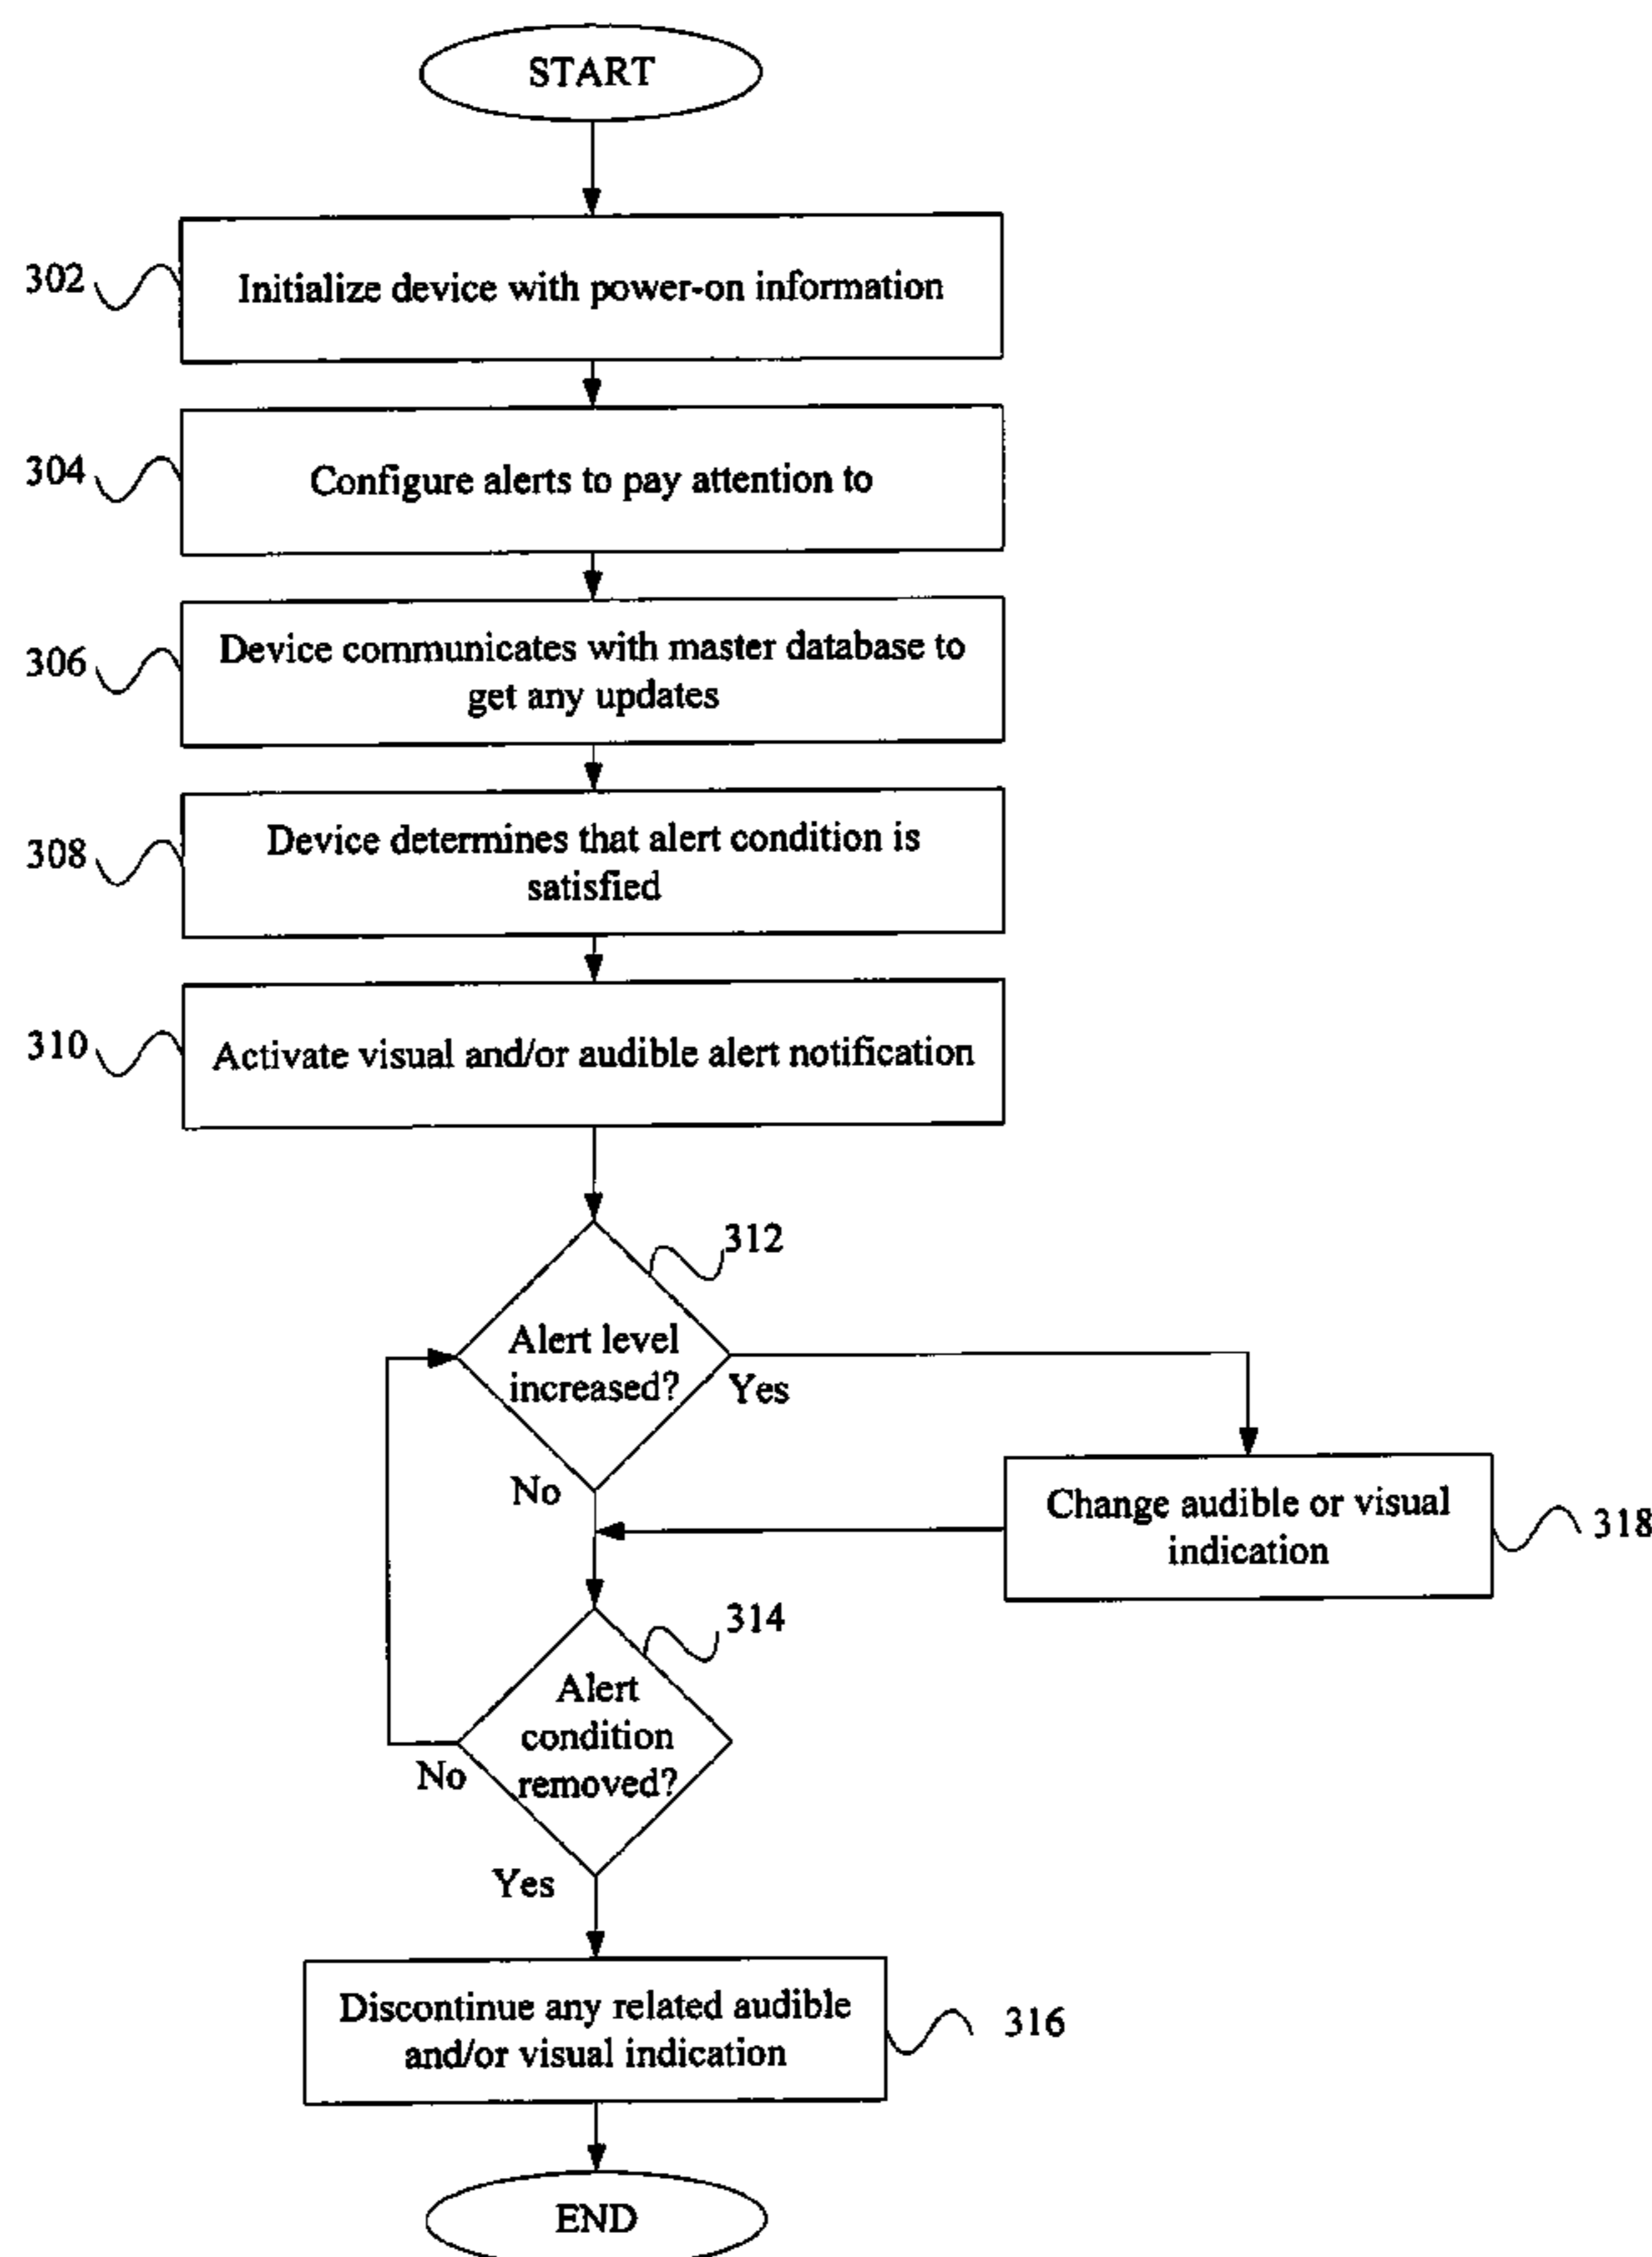 START
302
Initialize device with power-on information
304
Configure alerts to pay attention to
306
Device communicates with master database to
get any updates
308
Device determines that alert condition is
satisfied
310
Activate visual and/or audible alert notification
312
Alert level
increased?
Yes
No
Change audible or visual
indication
318
314
Alert
condition
removed?
No
Yes
Discontinue any related audible
and/or visual indication
316
END